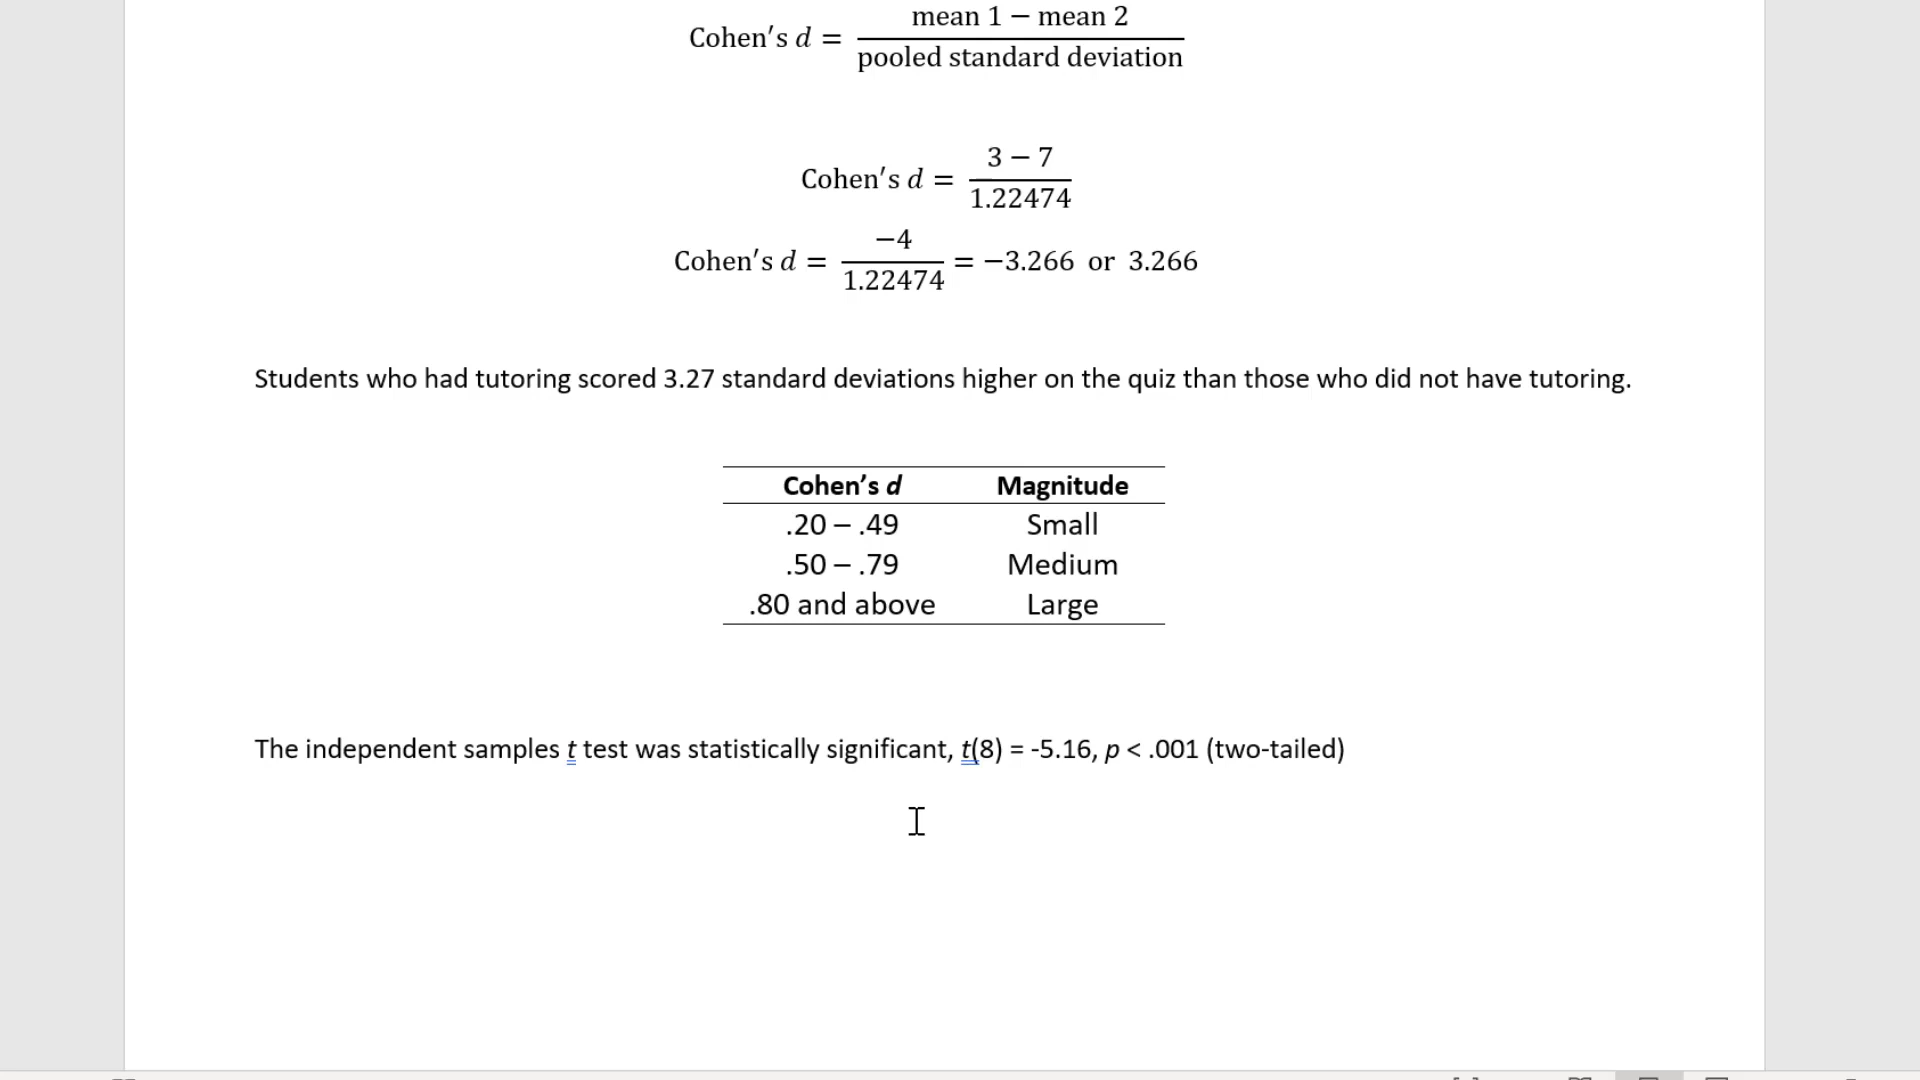 Cohen′s d = mean 1 − mean 2 / pooled standard deviation
Cohen′s d = 3 − 7 / 1.22474
Cohen′s d = −4 / 1.22474 = −3.266 or 3.266
Students who had tutoring scored 3.27 standard deviations higher on the quiz than those who did not have tutoring.
Cohen’s d Magnitude
.20 – .49 Small
.50 – .79 Medium
.80 and above Large
The independent samples t test was statistically significant, t(8) = -5.16, p < .001 (two-tailed)